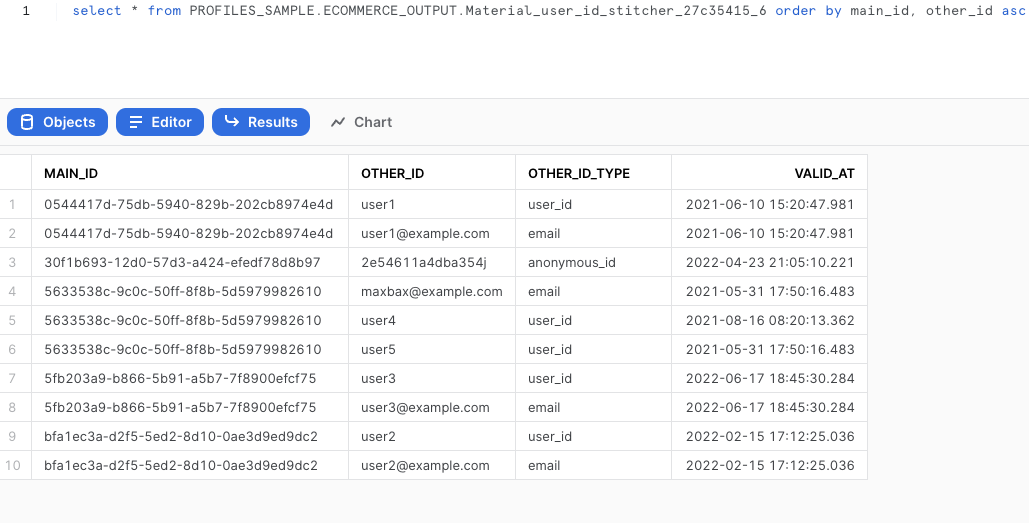 1 select * from PROFILES_SAMPLE.ECOMMERCE_OUTPUT.Material_user_id_stitcher_27c35415_6 order by main_id, other_id asc
Objects Editor Results Chart
MAIN_ID OTHER_ID OTHER_ID_TYPE VALID_AT
1 0544417d-75db-5940-829b-202cb8974e4d user1 user_id 2021-06-10 15:20:47.981
2 0544417d-75db-5940-829b-202cb8974e4d user1@example.com email 2021-06-10 15:20:47.981
3 30f1b693-12d0-57d3-a424-efedf78d8b97 2e54611a4dba354j anonymous_id 2022-04-23 21:05:10.221
4 5633538c-9c0c-50ff-8f8b-5d5979982610 maxbax@example.com email 2021-05-31 17:50:16.483
5 5633538c-9c0c-50ff-8f8b-5d5979982610 user4 user_id 2021-08-16 08:20:13.362
6 5633538c-9c0c-50ff-8f8b-5d5979982610 user5 user_id 2021-05-31 17:50:16.483
7 5fb203a9-b866-5b91-a5b7-7f8900efcf75 user3 user_id 2022-06-17 18:45:30.284
8 5fb203a9-b866-5b91-a5b7-7f8900efcf75 user3@example.com email 2022-06-17 18:45:30.284
9 bfa1ec3a-d2f5-5ed2-8d10-0ae3d9ed9dc2 user2 user_id 2022-02-15 17:12:25.036
10 bfa1ec3a-d2f5-5ed2-8d10-0ae3d9ed9dc2 user2@example.com email 2022-02-15 17:12:25.036